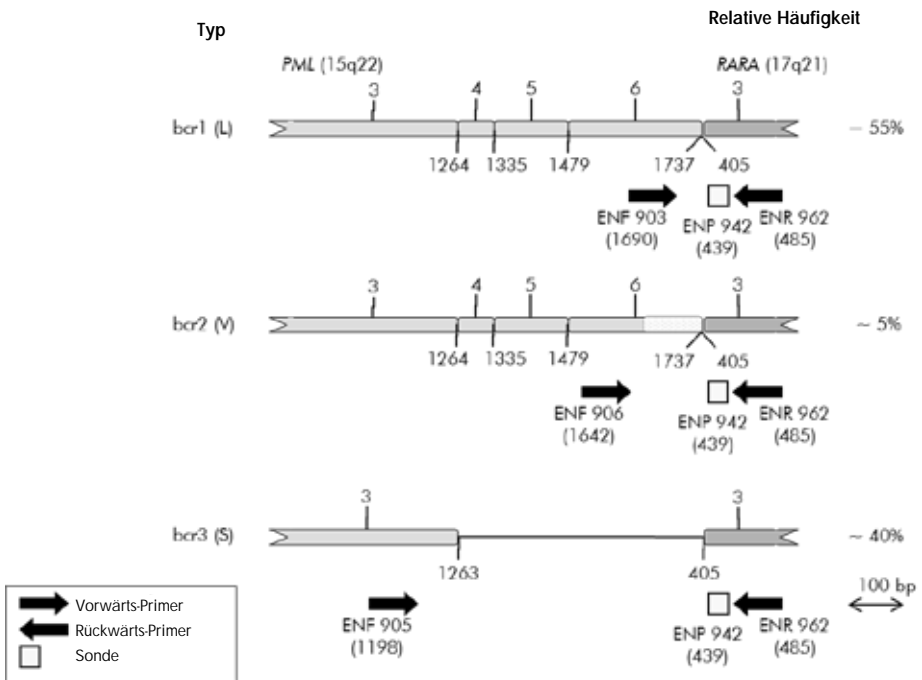 Typ
Relative Häufigkeit
PML (15q22)
RARA (17q21)
3 4 5 6 3
bcr1 (L)
~ 55%
1264 1335 1479 1737 405
ENF 903 ENP 942 ENR 962
(1690) (439) (485)
3 4 5 6 3
bcr2 (V)
~ 5%
1264 1335 1479 1737 405
ENF 906 ENP 942 ENR 962
(1642) (439) (485)
3 3
bcr3 (S)
~ 40%
1263 405
100 bp
ENF 905 ENP 942 ENR 962
(1198) (439) (485)
Vorwärts-Primer
Rückwärts-Primer
Sonde